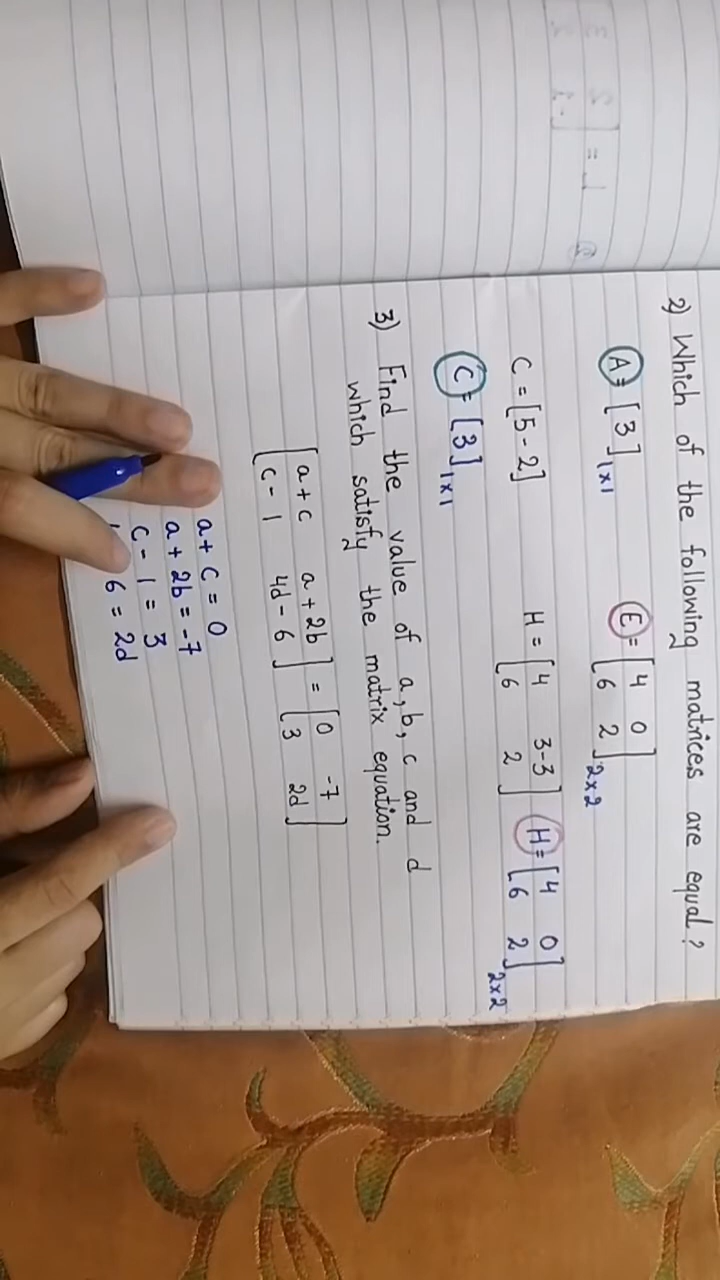 2) Which of the following matrices are equal?
A = [3] 1x1 E = [4 0
6 2] 2x2
C = [5-2] H = [4 3-3
6 2] H = [4 0
6 2] 2x2
C = [3] 1x1
3) Find the value of a, b, c and d
which satisfy the matrix equation.
[a+c a+2b
c-1 4d-6] = [0 -7
3 2d]
a + c = 0
a + 2b = -7
c - 1 = 3
6 = 2d